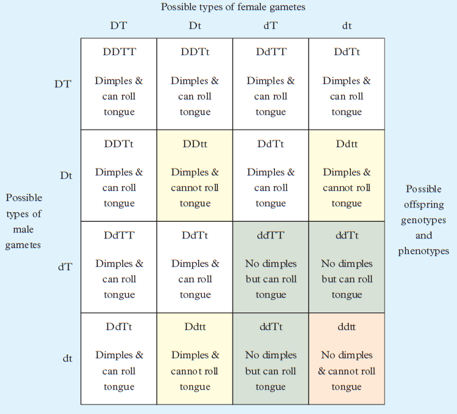 Possible types of female gametes
DT Dt dT dt
DT
DDTT DDTt DdTT DdTt
Dimples & Dimples & Dimples & Dimples &
can roll can roll can roll can roll
tongue tongue tongue tongue
Dt
DDTt DDtt DdTt Ddtt
Dimples & Dimples & Dimples & Dimples &
can roll cannot roll can roll cannot roll
tongue tongue tongue tongue
Possible
types of
male
gametes
Possible
offspring
genotypes
and
phenotypes
dT
DdTT DdTt ddTT ddTt
Dimples & Dimples & No dimples No dimples
can roll can roll but can roll but can roll
tongue tongue tongue tongue
dt
DdTt Ddtt ddTt ddtt
Dimples & Dimples & No dimples No dimples
can roll cannot roll but can roll & cannot roll
tongue tongue tongue tongue